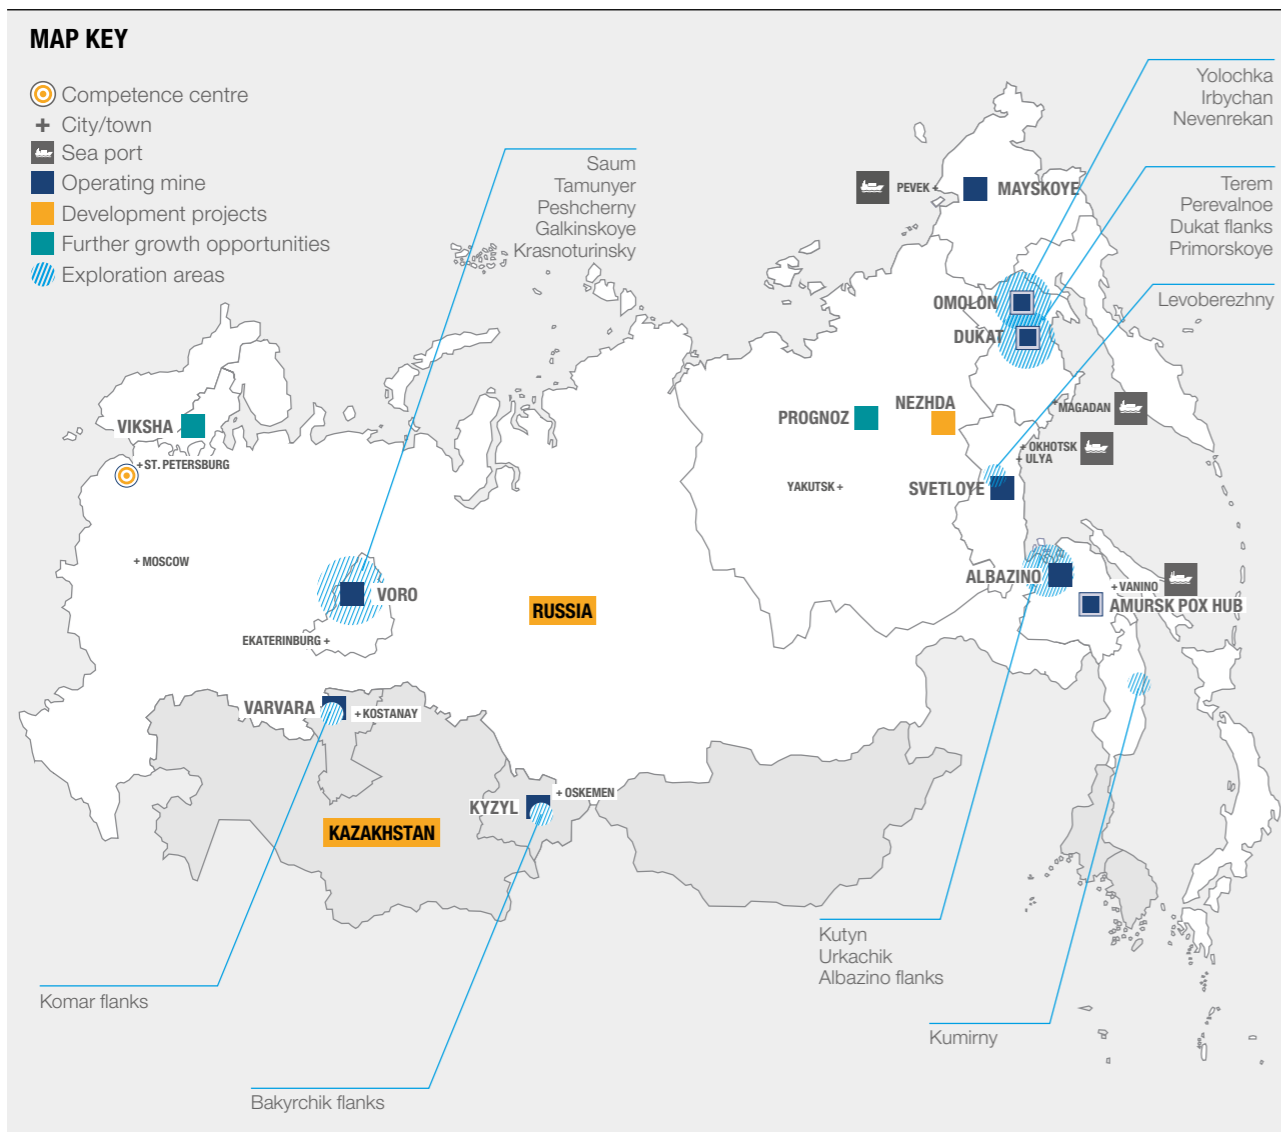 MAP KEY
Competence centre
+ City/town
Sea port
Operating mine
Development projects
Further growth opportunities
Exploration areas
Saum
Tamunyer
Peshcherny
Galkinskoye
Krasnoturinsky
Yolochka
Irbychan
Nevenrekan
Terem
Perevalnoe
Dukat flanks
Primorskoye
Levoberezhny
PEVEK +
MAYSKOYE
OMOLON
DUKAT
NEZHDA
PROGNOZ
+ MAGADAN
+ OKHOTSK
+ ULYA
SVETLOYE
YAKUTSK +
VIKSHA
+ ST. PETERSBURG
+ MOSCOW
VORO
RUSSIA
EKATERINBURG +
ALBAZINO
+ VANINO
AMURSK POX HUB
VARVARA
+ KOSTANAY
KYZYL
+ OSKEMEN
KAZAKHSTAN
Kutyn
Urkachik
Albazino flanks
Komar flanks
Kumirny
Bakyrchik flanks